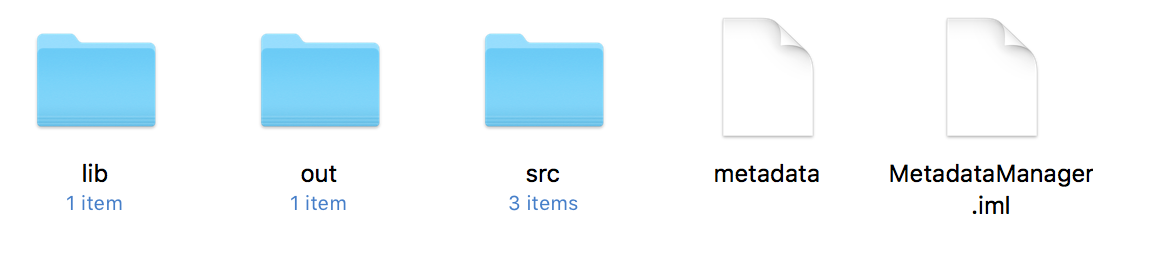 lib
1 item
out
1 item
src
3 items
metadata
MetadataManager
.iml